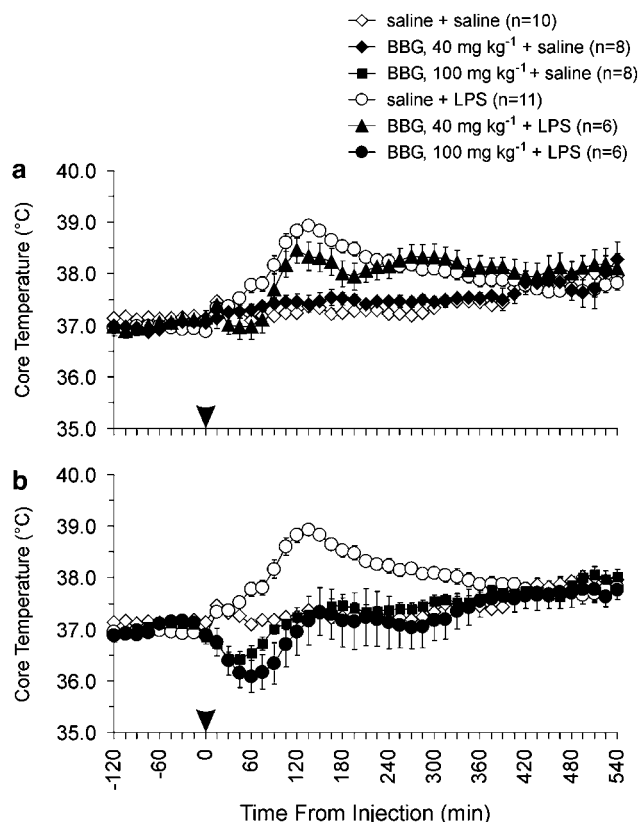 saline + saline (n=10)
BBG, 40 mg kg⁻¹ + saline (n=8)
BBG, 100 mg kg⁻¹ + saline (n=8)
saline + LPS (n=11)
BBG, 40 mg kg⁻¹ + LPS (n=6)
BBG, 100 mg kg⁻¹ + LPS (n=6)
a
Core Temperature (°C)
40.0
39.0
38.0
37.0
36.0
35.0
b
Core Temperature (°C)
40.0
39.0
38.0
37.0
36.0
35.0
-120 -60 0 60 120 180 240 300 360 420 480 540
Time From Injection (min)